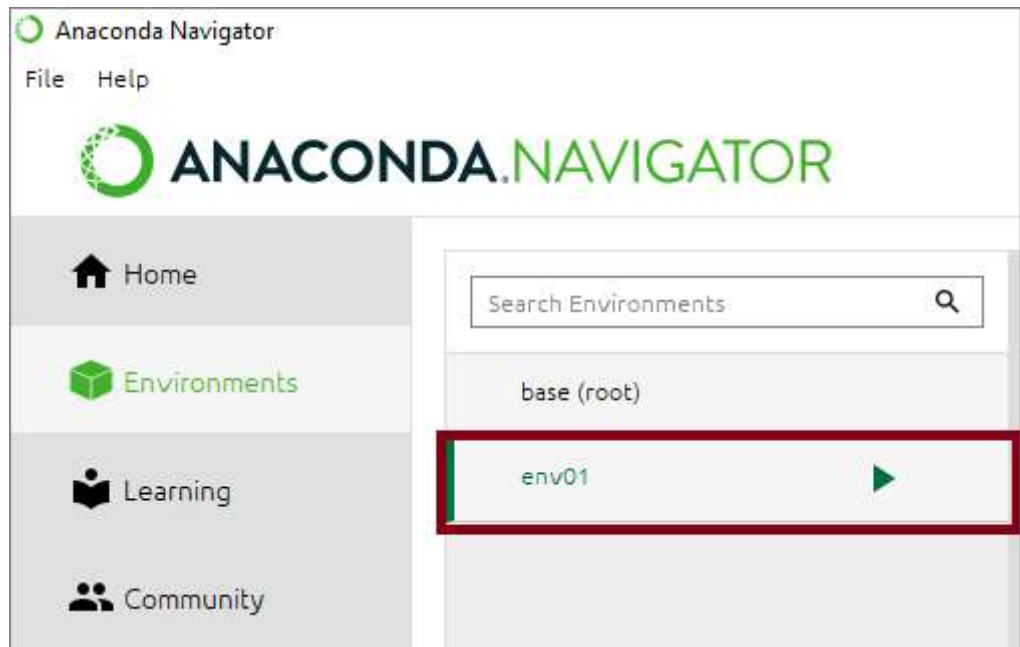 Anaconda Navigator
File Help
ANACONDA.NAVIGATOR
Home
Search Environments
Environments
base (root)
env01
Learning
Community